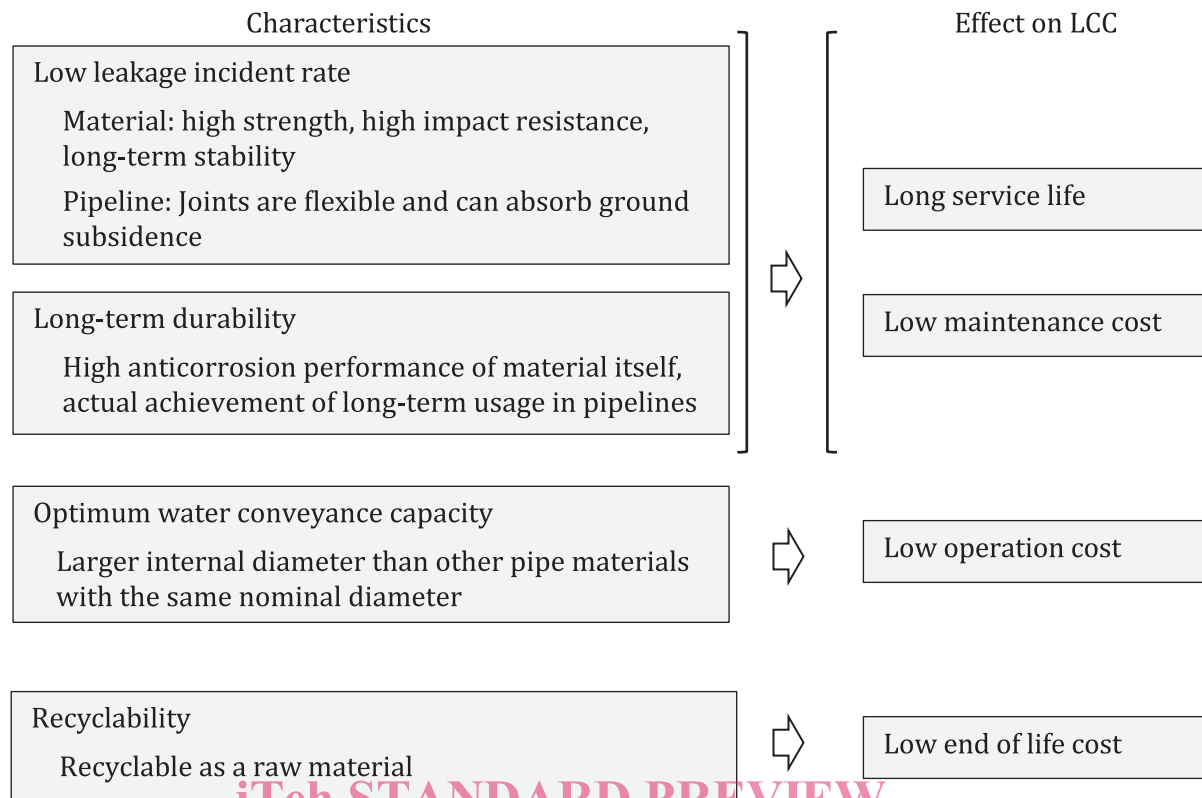 Characteristics
Effect on LCC
Low leakage incident rate
Material: high strength, high impact resistance,
long-term stability
Pipeline: Joints are flexible and can absorb ground
subsidence
Long service life
Long-term durability
Low maintenance cost
High anticorrosion performance of material itself,
actual achievement of long-term usage in pipelines
Optimum water conveyance capacity
Low operation cost
Larger internal diameter than other pipe materials
with the same nominal diameter
Recyclability
Low end of life cost
Recyclable as a raw material
iTeh STANDARD PREVIEW